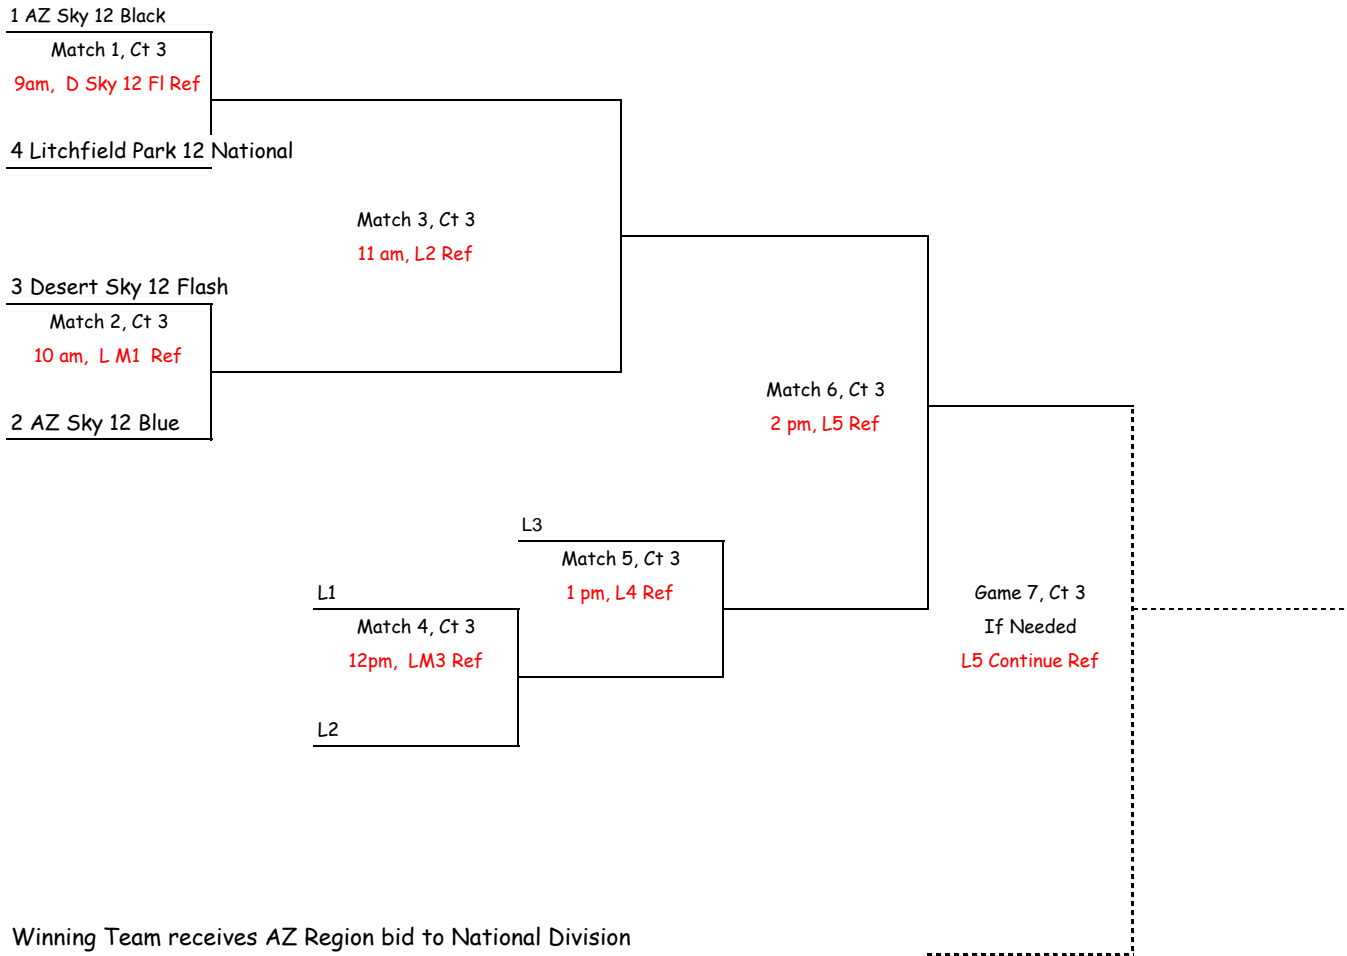 1 AZ Sky 12 Black
Match 1, Ct 3
9am, D Sky 12 Fl Ref
4 Litchfield Park 12 National
Match 3, Ct 3
11 am, L2 Ref
3 Desert Sky 12 Flash
Match 2, Ct 3
10 am, L M1 Ref
2 AZ Sky 12 Blue
Match 6, Ct 3
2 pm, L5 Ref
L3
Match 5, Ct 3
1 pm, L4 Ref
L1
Match 4, Ct 3
12pm, LM3 Ref
L2
Game 7, Ct 3
If Needed
L5 Continue Ref
Winning Team receives AZ Region bid to National Division